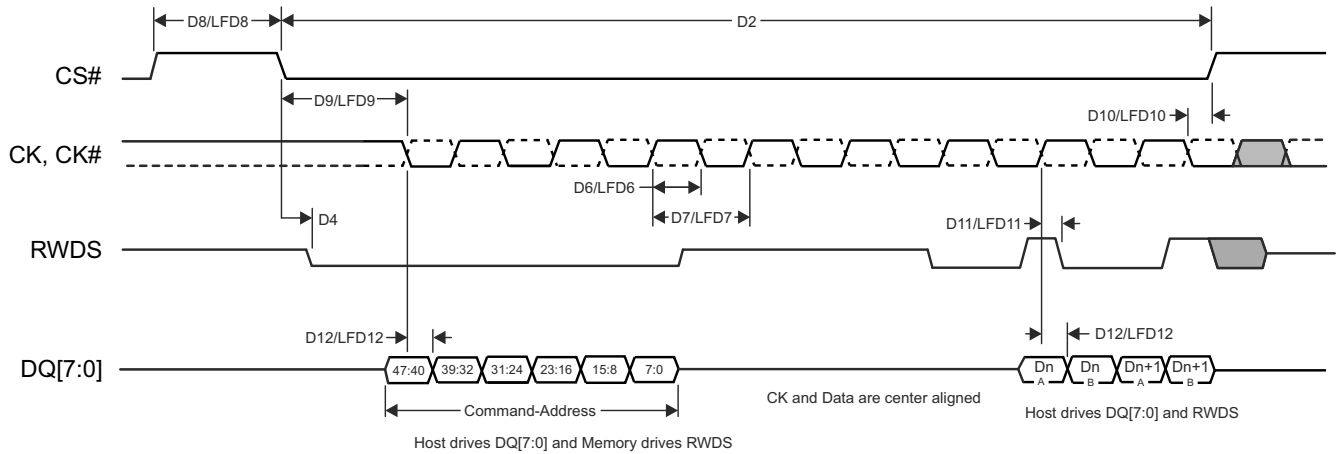 D8/LFD8
D2
CS#
D9/LFD9
D10/LFD10
CK, CK#
D6/LFD6
D7/LFD7
D4
D11/LFD11
RWDS
D12/LFD12
D12/LFD12
DQ[7:0]
47:40 39:32 31:24 23:16 15:8 7:0
Dn A Dn B Dn+1 A Dn+1 B
Command-Address
CK and Data are center aligned
Host drives DQ[7:0] and RWDS
Host drives DQ[7:0] and Memory drives RWDS